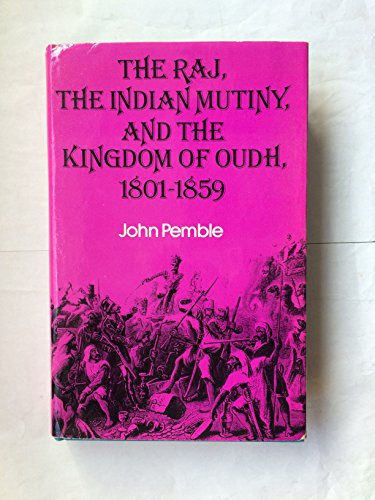 THE RAJ,
THE INDIAN MUTINY,
AND THE
KINGDOM OF OUDH,
1801-1859
John Pemble